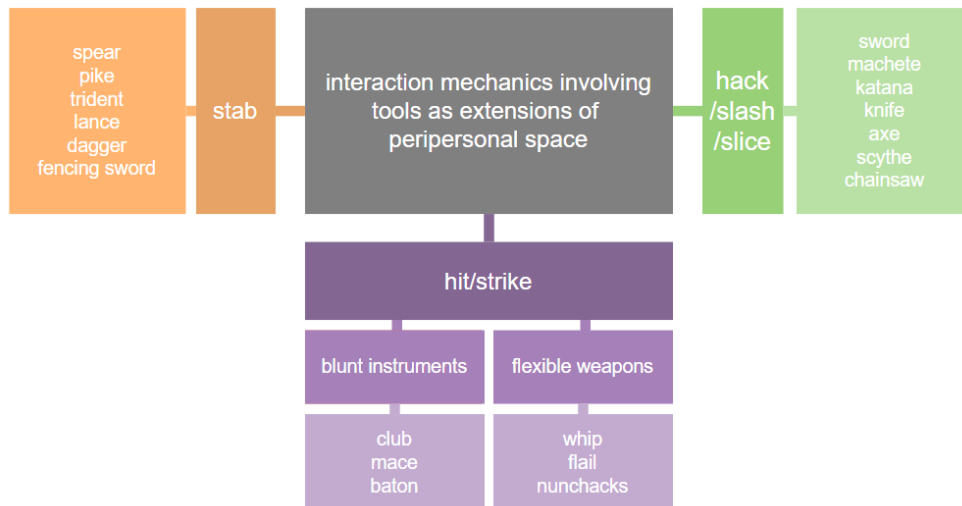 spear
pike
trident
lance
dagger
fencing sword
stab
interaction mechanics involving
tools as extensions of
peripersonal space
hack
/slash
/slice
sword
machete
katana
knife
axe
scythe
chainsaw
hit/strike
blunt instruments
flexible weapons
club
mace
baton
whip
flail
nunchacks